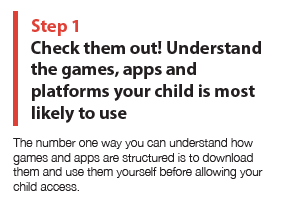 Step 1
Check them out! Understand
the games, apps and
platforms your child is most
likely to use
The number one way you can understand how
games and apps are structured is to download
them and use them yourself before allowing your
child access.